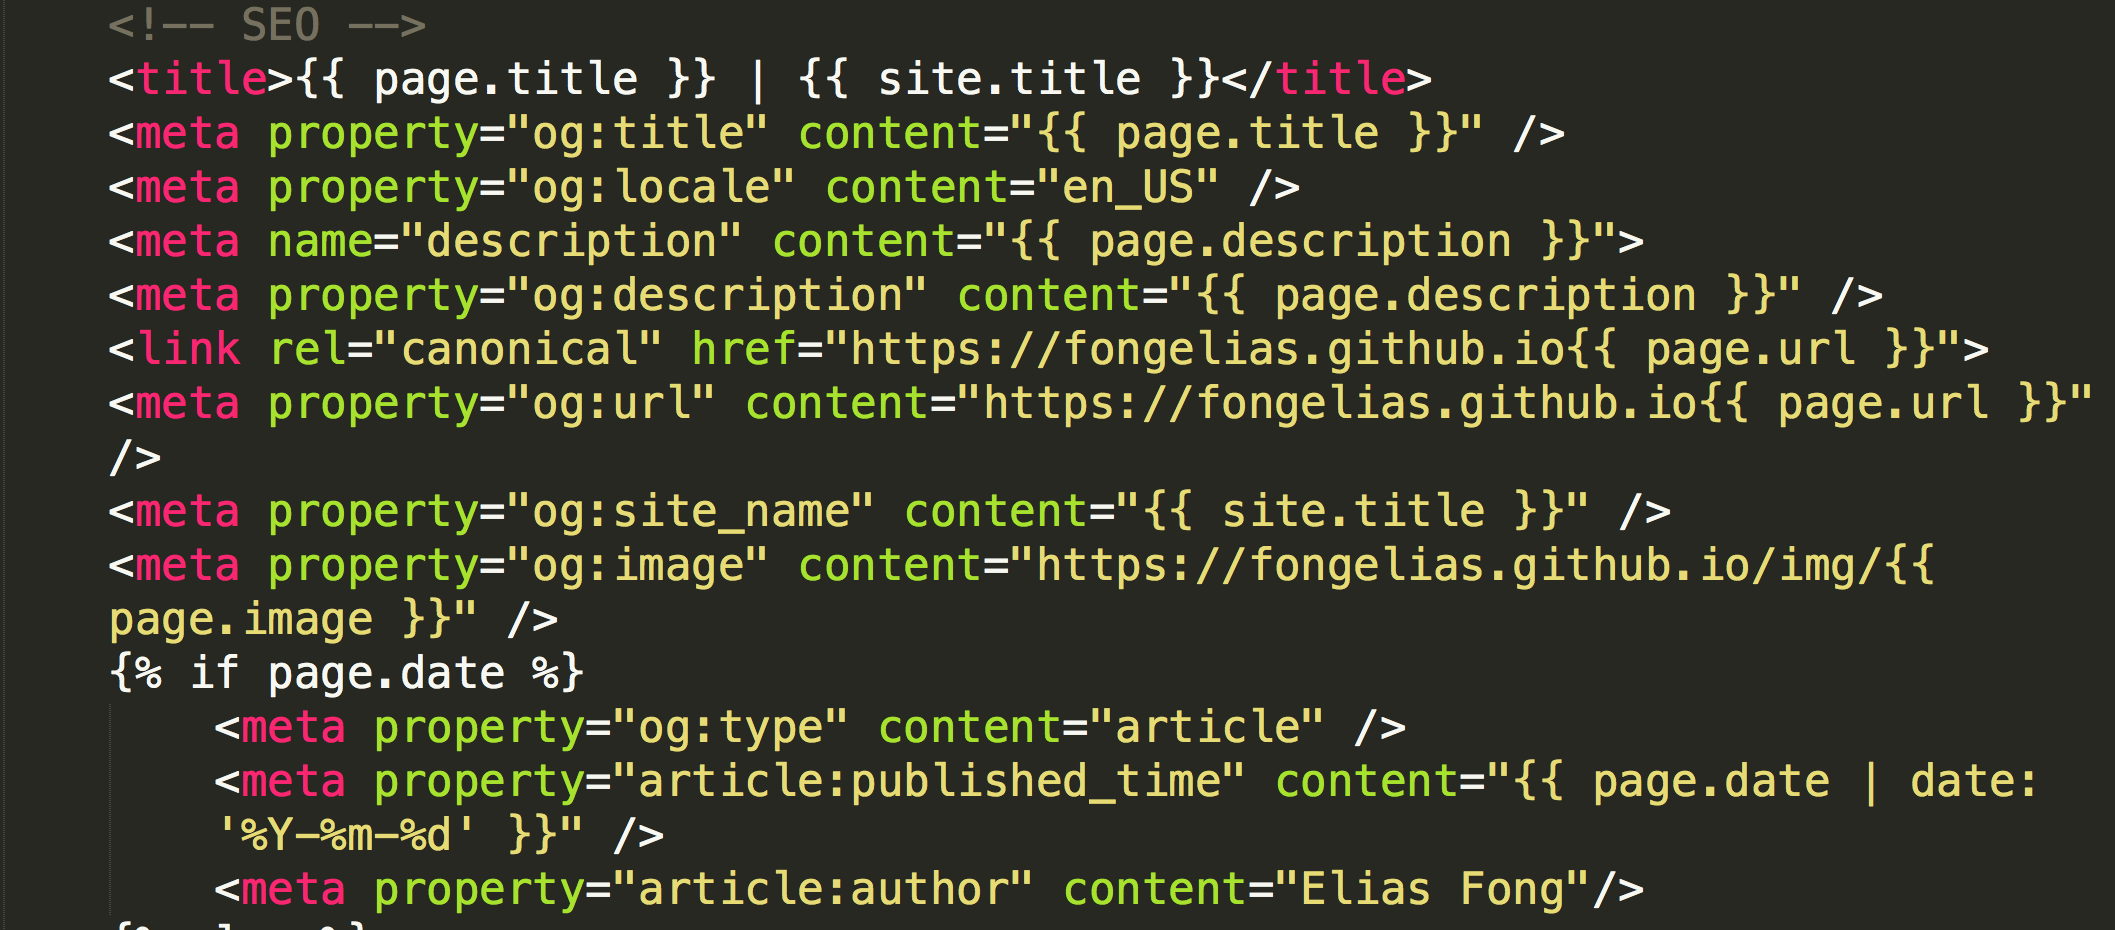 <!-- SEO -->
<title>{{ page.title }} | {{ site.title }}</title>
<meta property="og:title" content="{{ page.title }}" />
<meta property="og:locale" content="en_US" />
<meta name="description" content="{{ page.description }}">
<meta property="og:description" content="{{ page.description }}" />
<link rel="canonical" href="https://fongelias.github.io{{ page.url }}">
<meta property="og:url" content="https://fongelias.github.io{{ page.url }}"
/>
<meta property="og:site_name" content="{{ site.title }}" />
<meta property="og:image" content="https://fongelias.github.io/img/{{
page.image }}" />
{% if page.date %}
<meta property="og:type" content="article" />
<meta property="article:published_time" content="{{ page.date | date:
'%Y-%m-%d' }}" />
<meta property="article:author" content="Elias Fong"/>